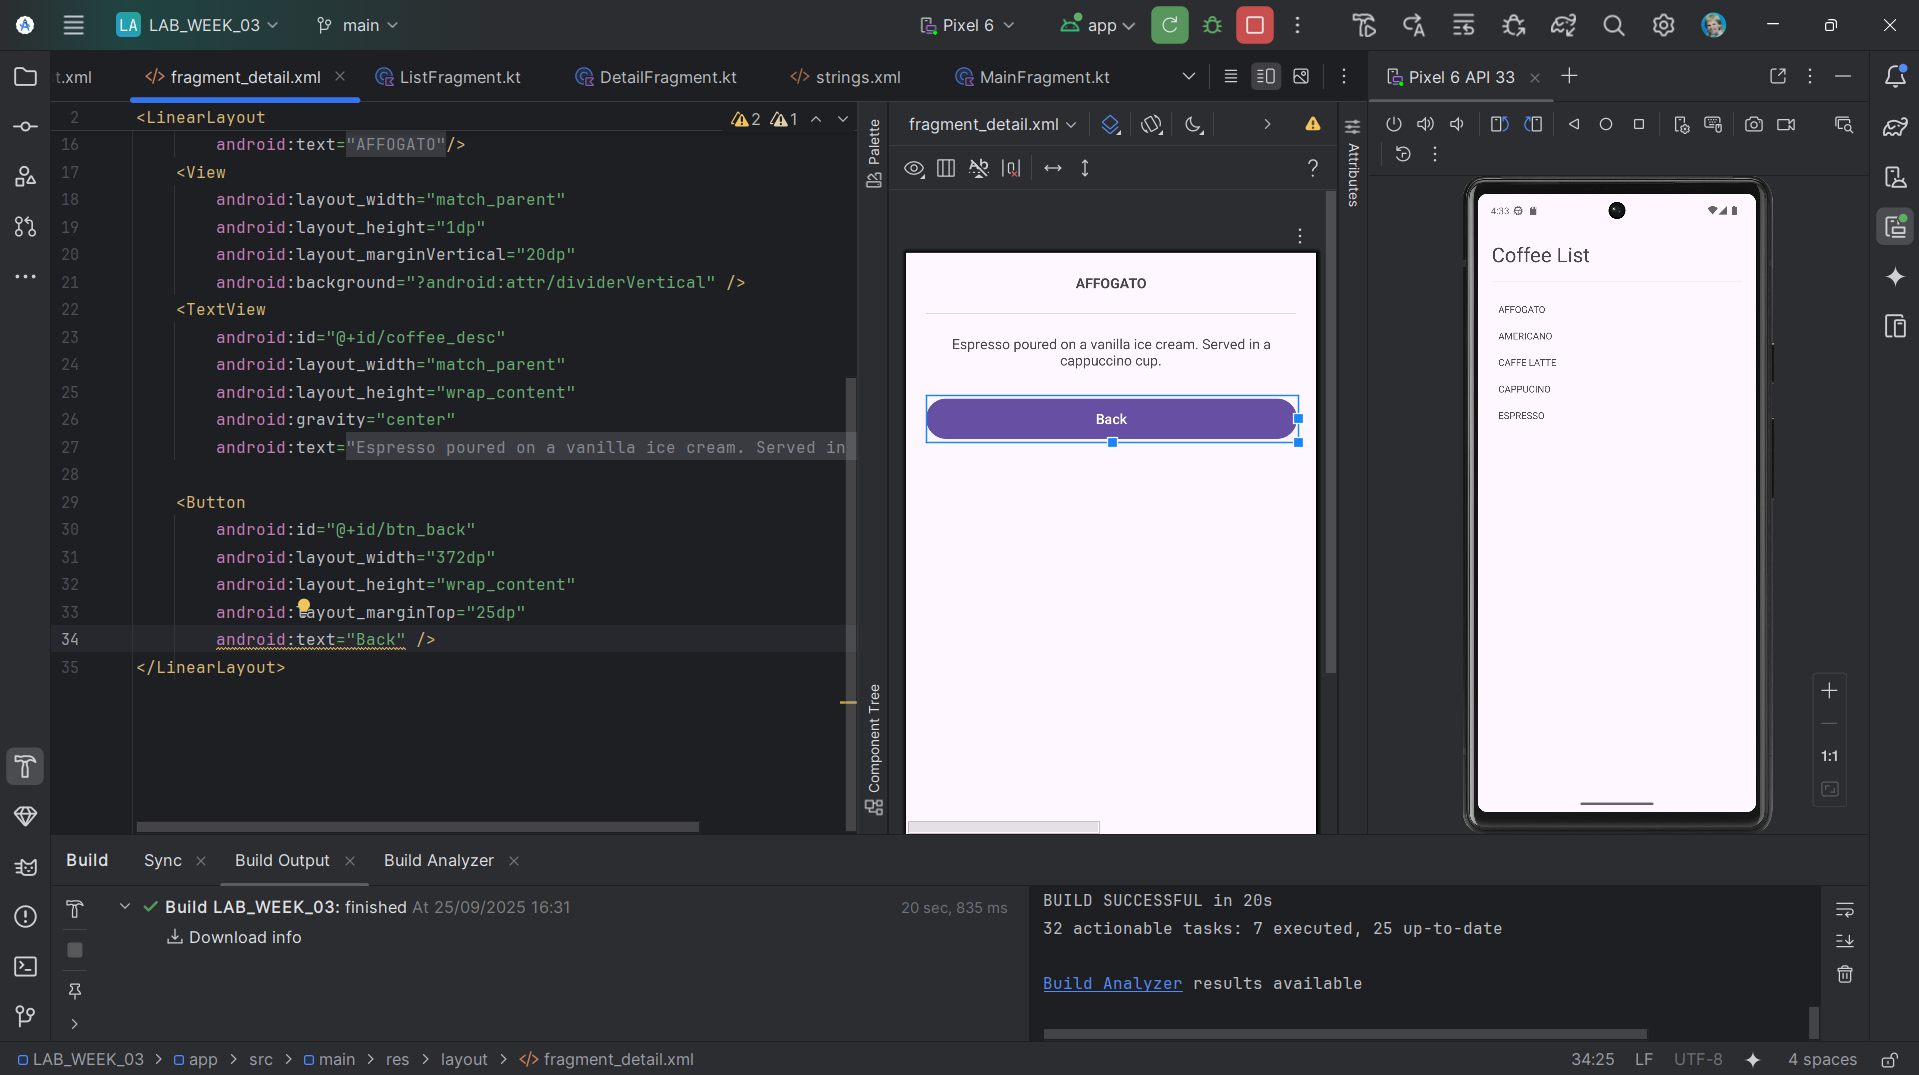 LA LAB_WEEK_03 main Pixel 6 app
t.xml fragment_detail.xml ListFragment.kt DetailFragment.kt strings.xml MainFragment.kt Pixel 6 API 33
2 <LinearLayout 2 1
16 android:text="AFFOGATO"/>
17 <View
18 android:layout_width="match_parent"
19 android:layout_height="1dp"
20 android:layout_marginVertical="20dp"
21 android:background="?android:attr/dividerVertical" />
22 <TextView
23 android:id="@+id/coffee_desc"
24 android:layout_width="match_parent"
25 android:layout_height="wrap_content"
26 android:gravity="center"
27 android:text="Espresso poured on a vanilla ice cream. Served in
28
29 <Button
30 android:id="@+id/btn_back"
31 android:layout_width="372dp"
32 android:layout_height="wrap_content"
33 android:layout_marginTop="25dp"
34 android:text="Back" />
35 </LinearLayout>
Palette
Component Tree
fragment_detail.xml
?
AFFOGATO
Espresso poured on a vanilla ice cream. Served in a
cappuccino cup.
Back
Attributes
4:33
Coffee List
AFFOGATO
AMERICANO
CAFFE LATTE
CAPPUCINO
ESPRESSO
1:1
Build Sync Build Output Build Analyzer
Build LAB_WEEK_03: finished At 25/09/2025 16:31 20 sec, 835 ms
Download info
BUILD SUCCESSFUL in 20s
32 actionable tasks: 7 executed, 25 up-to-date
Build Analyzer results available
LAB_WEEK_03 > app > src > main > res > layout > fragment_detail.xml 34:25 LF UTF-8 4 spaces